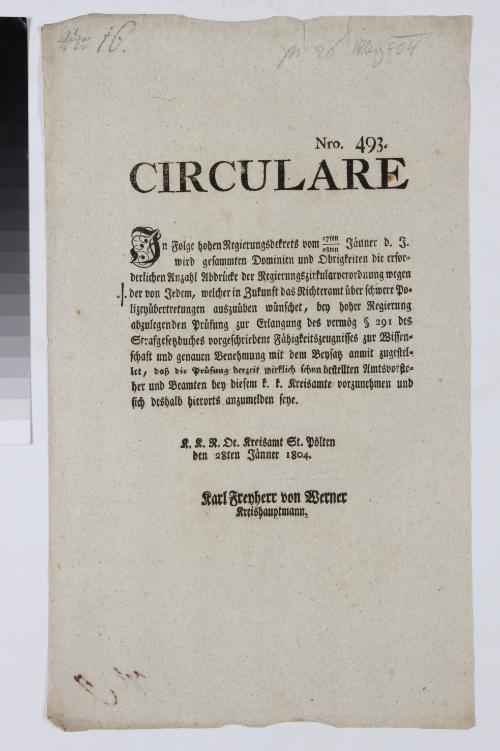 16.
Nro. 493.
CIRCULARE
In Folge hohen Regierungsdekrets vom 17ten/28ten Jänner d. J.
wird gesammten Dominien und Obrigkeiten die erfor-
derlichen Anzahl Abdrücke der Regierungszirkularverordnung wegen
der von Jedem, welcher in Zukunft das Richteramt über schwere Po-
lizeyübertretungen auszuüben wünschet, bey hoher Regierung
abzulegenden Prüfung zur Erlangung des vermög § 291 des
Strafgesetzbuches vorgeschriebene Fähigkeitszeugnisses zur Wissen-
schaft und genauen Benehmung mit dem Beysatz anmit zugestel-
let, daß die Prüfung derzeit wirklich schon bestellten Amtsvorste-
her und Beamten bey diesem k. k. Kreisamte vorzunehmen und
sich deshalb hierorts anzumelden seye.
K. K. N. Oe. Kreisamt St. Pölten
den 28ten Jänner 1804.
Karl Freyherr von Werner
Kreishauptmann.